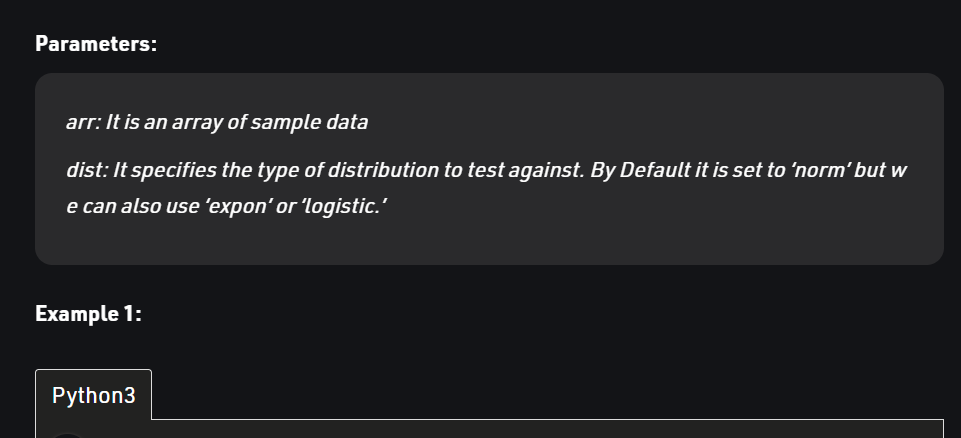 Parameters:
arr: It is an array of sample data
dist: It specifies the type of distribution to test against. By Default it is set to ‘norm’ but w
e can also use ‘expon’ or ‘logistic.’
Example 1:
Python3